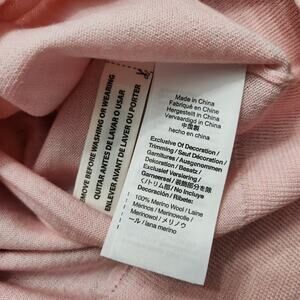 REMOVE BEFORE WASHING OR WEARING
QUITAR ANTES DE LAVAR O USAR
ENLEVER AVANT DE LAVER OU PORTER
Made in China
Fabriqué en Chine
Hergestellt in China
Vervaardigd in China
中国製
hecho en china
Exclusive Of Decoration /
Trimming / Sauf Décoration /
Garnitures / Ausgenommen
Dekoration / Besatz /
Exclusief Versiering /
Garneersel / 装飾部分を除
く/トリム部/ No Incluye
Decoración / Ribete:
100% Merino Wool / Laine
Mérinos / Merinowolle /
Merinowol / メリノウ
ール / lana merino